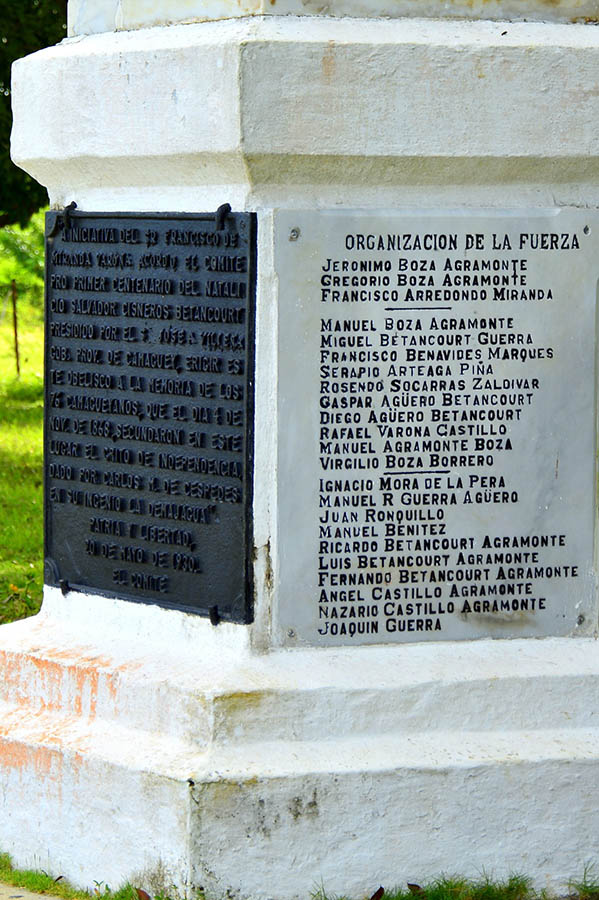 INICIATIVA DEL SR FRANCISCO DE
MIRANDA VARONA ACORDO EL COMITE
PRO PRIMER CENTENARIO DEL NATALI
CIO SALVADOR CISNEROS BETANCOURT
PRESIDIDO POR EL SR JOSE A VILLENA
GOB. PROV. DE CAMAGUEY, ERIGIR ES
TE OBELISCO A LA MEMORIA DE LOS
76 CAMAGUEYANOS, QUE EL DIA 4 DE
NOV. DE 1868, SECUNDARON EN ESTE
LUGAR EL GRITO DE INDEPENDENCIA,
DADO POR CARLOS M. DE CESPEDES
EN SU INGENIO LA DEMAJAGUA".
PATRIA Y LIBERTAD,
20 DE MAYO DE 1930.
EL COMITÉ
ORGANIZACION DE LA FUERZA
JERONIMO BOZA AGRAMONTE
GREGORIO BOZA AGRAMONTE
FRANCISCO ARREDONDO MIRANDA
MANUEL BOZA AGRAMONTE
MIGUEL BETANCOURT GUERRA
FRANCISCO BENAVIDES MARQUES
SERAPIO ARTEAGA PIÑA
ROSENDO SOCARRAS ZALDIVAR
GASPAR AGÜERO BETANCOURT
DIEGO AGÜERO BETANCOURT
RAFAEL VARONA CASTILLO
MANUEL AGRAMONTE BOZA
VIRGILIO BOZA BORRERO
IGNACIO MORA DE LA PERA
MANUEL R GUERRA AGÜERO
JUAN RONQUILLO
MANUEL BENITEZ
RICARDO BETANCOURT AGRAMONTE
LUIS BETANCOURT AGRAMONTE
FERNANDO BETANCOURT AGRAMONTE
ANGEL CASTILLO AGRAMONTE
NAZARIO CASTILLO AGRAMONTE
JOAQUIN GUERRA